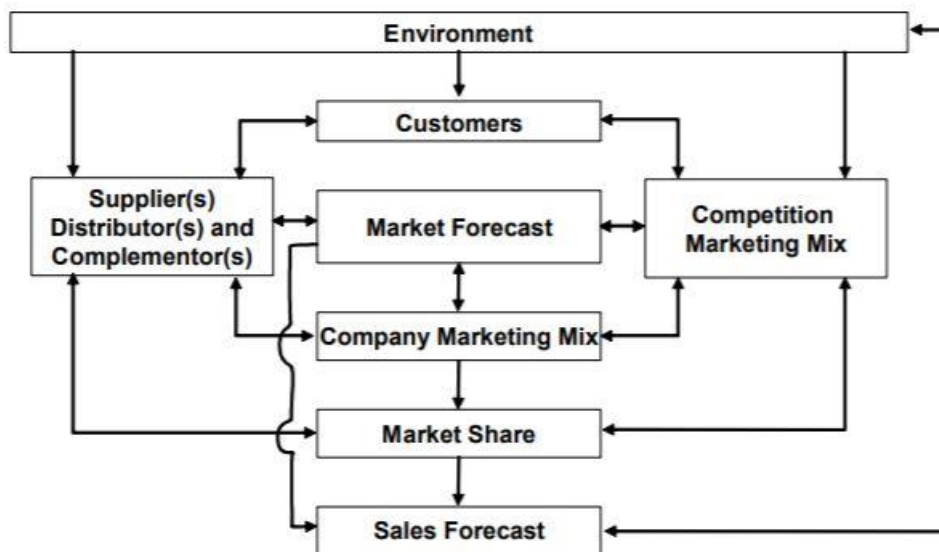 Environment
Customers
Supplier(s)
Distributor(s) and
Complementor(s)
Market Forecast
Competition
Marketing Mix
Company Marketing Mix
Market Share
Sales Forecast